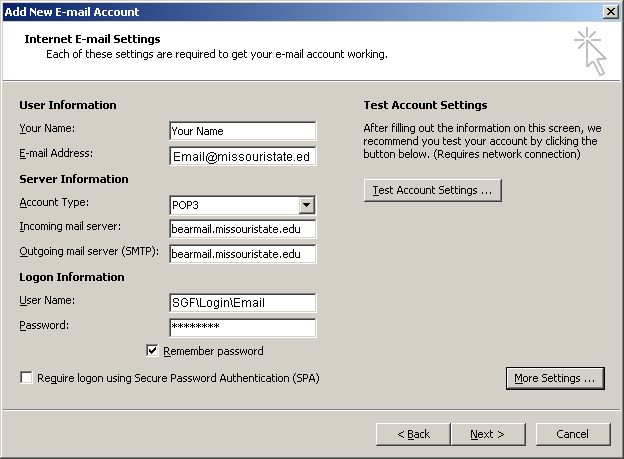 Add New E-mail Account
Internet E-mail Settings
Each of these settings are required to get your e-mail account working.
User Information
Your Name: Your Name
E-mail Address: Email@missouristate.ed
Server Information
Account Type: POP3
Incoming mail server: bearmail.missouristate.edu
Outgoing mail server (SMTP): bearmail.missouristate.edu
Logon Information
User Name: SGF\Login\Email
Password: ********
Remember password
Require logon using Secure Password Authentication (SPA)
Test Account Settings
After filling out the information on this screen, we
recommend you test your account by clicking the
button below. (Requires network connection)
Test Account Settings ...
More Settings ...
< Back
Next >
Cancel